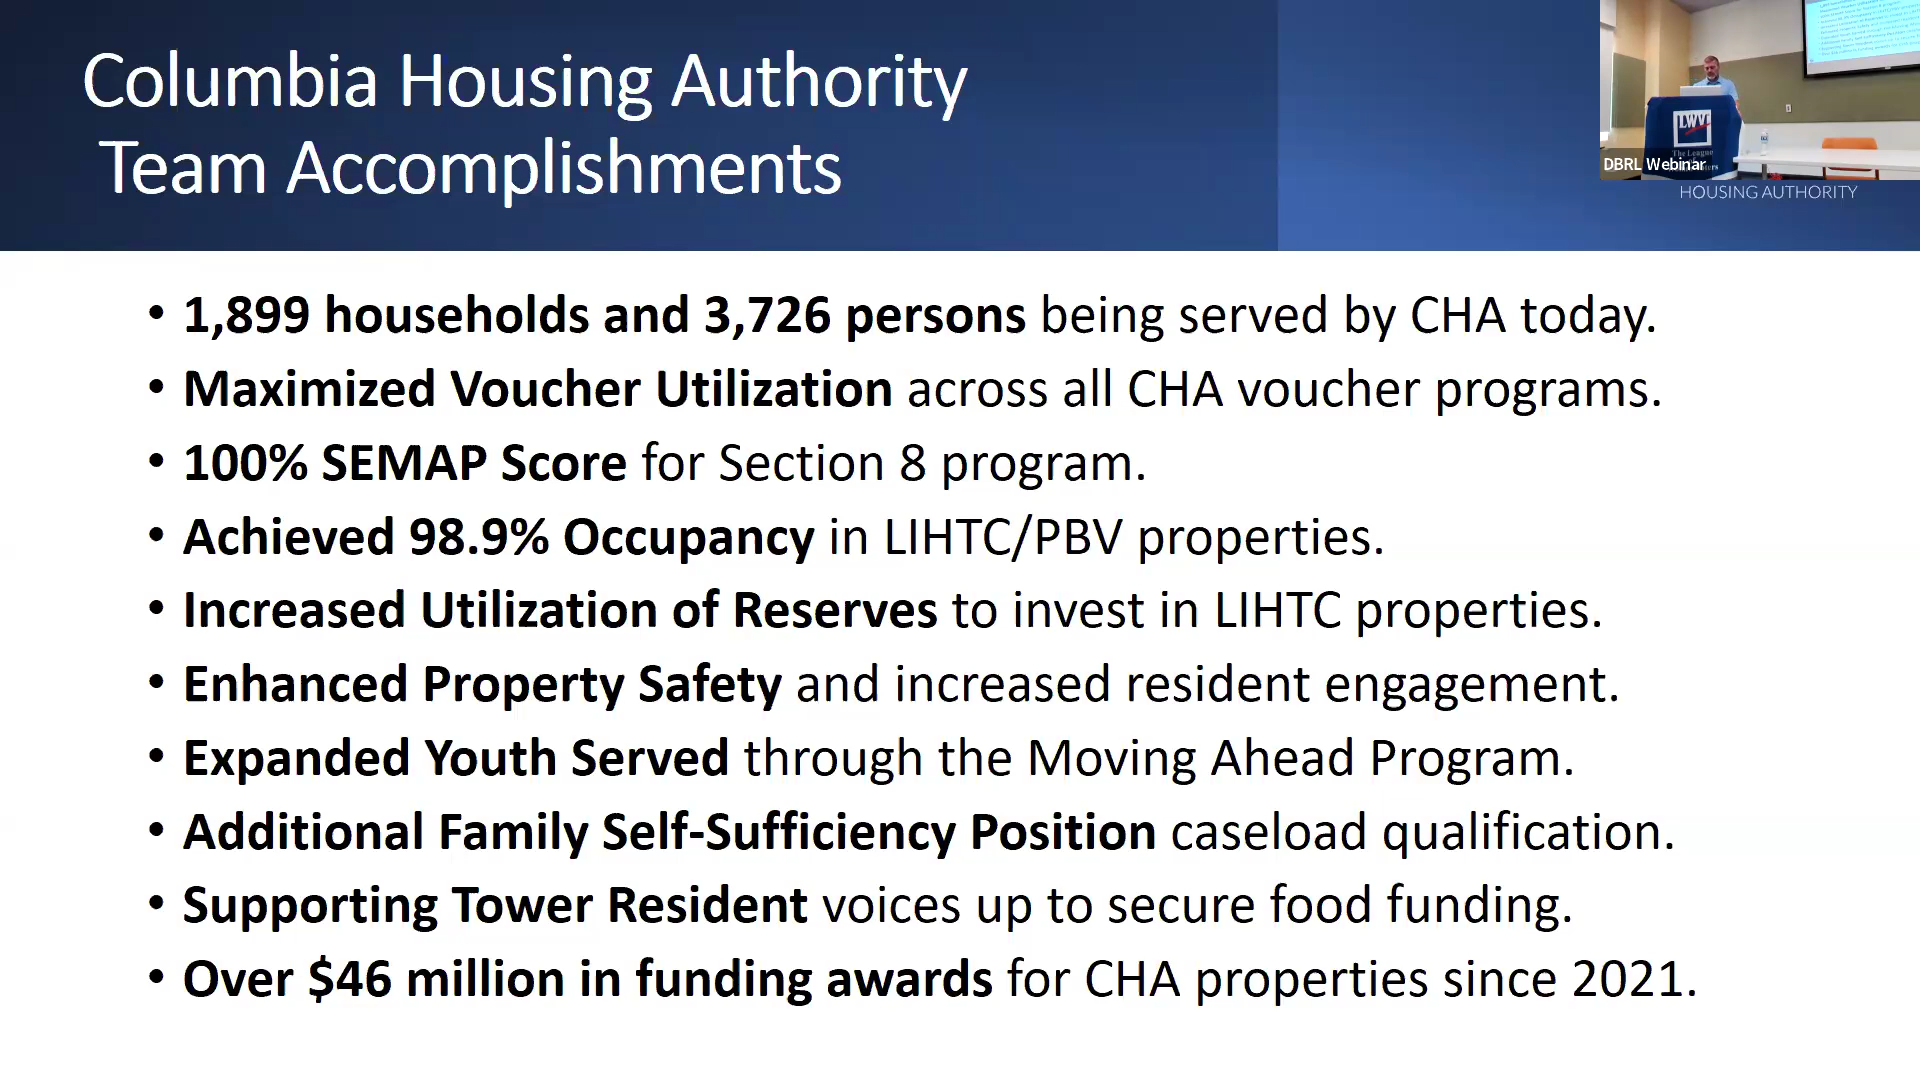 Columbia Housing Authority
Team Accomplishments
LWV
The League
DBRL Webinar
HOUSING AUTHORITY
• 1,899 households and 3,726 persons being served by CHA today.
• Maximized Voucher Utilization across all CHA voucher programs.
• 100% SEMAP Score for Section 8 program.
• Achieved 98.9% Occupancy in LIHTC/PBV properties.
• Increased Utilization of Reserves to invest in LIHTC properties.
• Enhanced Property Safety and increased resident engagement.
• Expanded Youth Served through the Moving Ahead Program.
• Additional Family Self-Sufficiency Position caseload qualification.
• Supporting Tower Resident voices up to secure food funding.
• Over $46 million in funding awards for CHA properties since 2021.